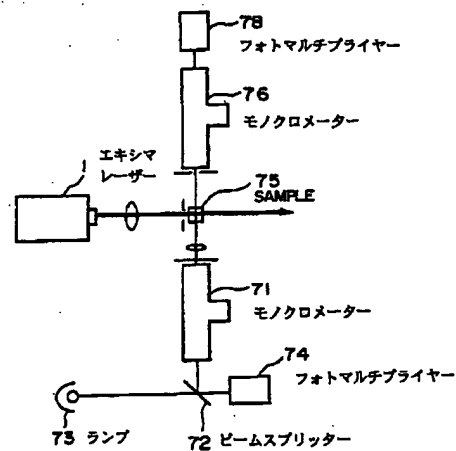 78
フォトマルチプライヤー
76
モノクロメーター
エキシマ
レーザー
1
75
SAMPLE
71
モノクロメーター
74
フォトマルチプライヤー
73 ランプ
72 ビームスプリッター